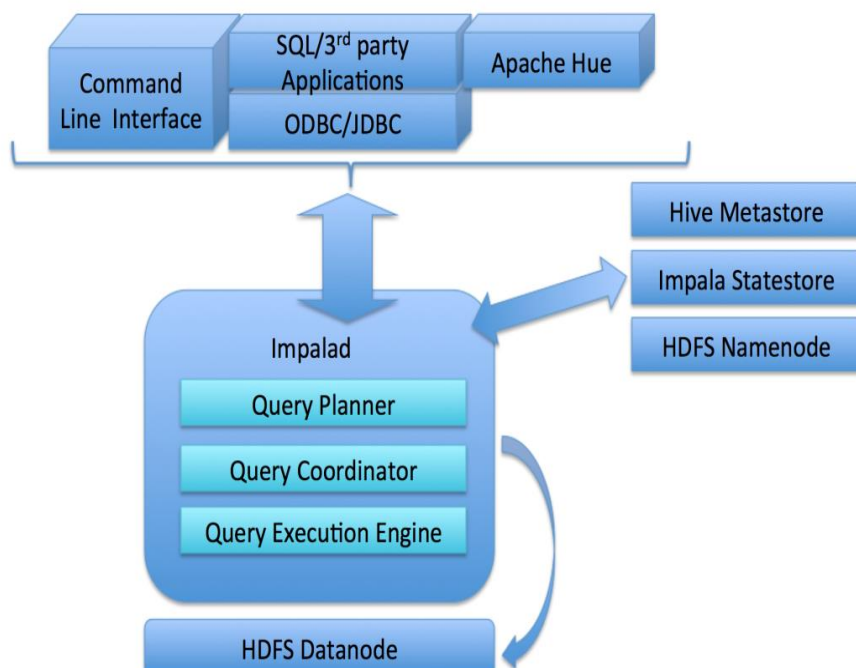 Command
Line Interface
SQL/3rd party
Applications
ODBC/JDBC
Apache Hue
Hive Metastore
Impala Statestore
HDFS Namenode
Impalad
Query Planner
Query Coordinator
Query Execution Engine
HDFS Datanode